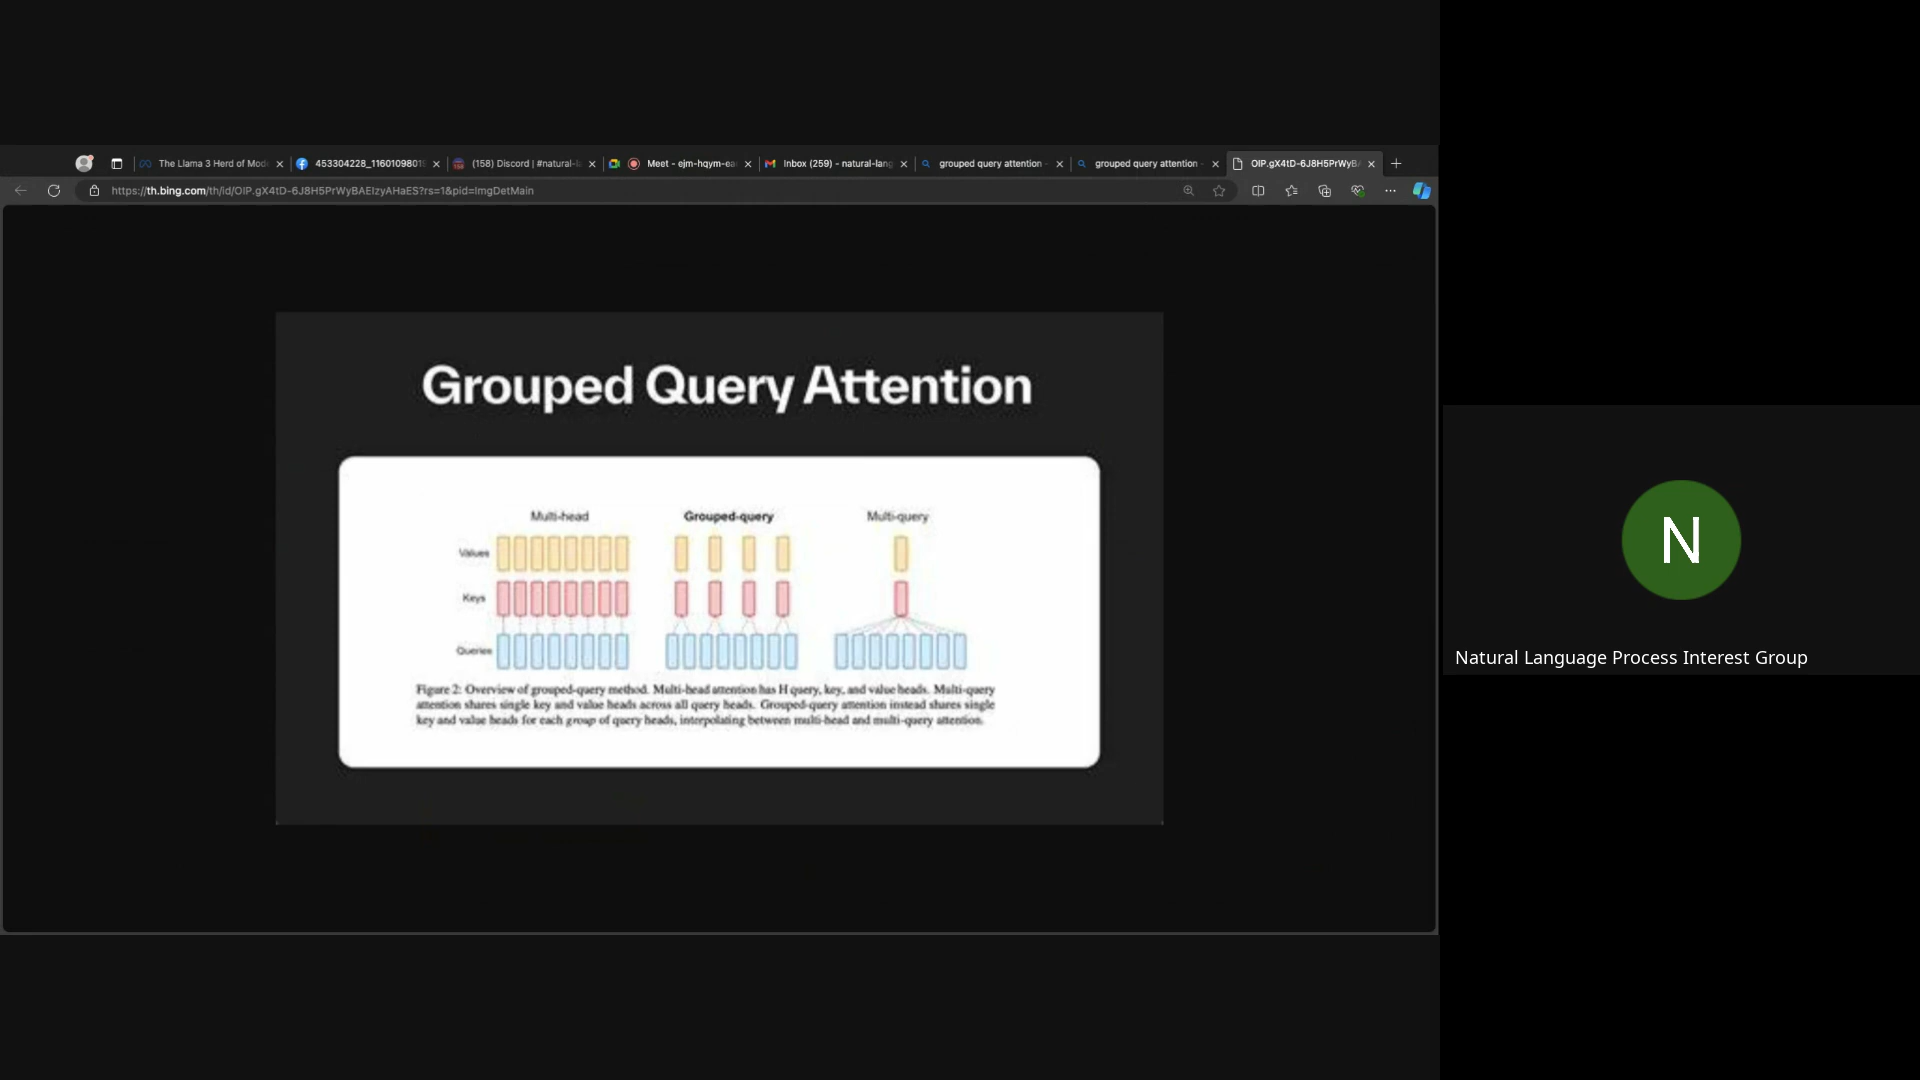 The Llama 3 Herd of Mod
453304228_1160109801
(158) Discord | #natural-l
Meet - ejm-hqym-ea
Inbox (259) - natural-lang
grouped query attention -
grouped query attention -
OIP.gX4tD-6J8H5PrWyB
https://th.bing.com/th/id/OIP.gX4tD-6J8H5PrWyBAEIzyAHaES?rs=1&pid=ImgDetMain
Grouped Query Attention
Multi-head
Grouped-query
Multi-query
Values
Keys
Queries
Figure 2: Overview of grouped-query method. Multi-head attention has H query, key, and value heads. Multi-query
attention shares single key and value heads across all query heads. Grouped-query attention instead shares single
key and value heads for each group of query heads, interpolating between multi-head and multi-query attention.
N
Natural Language Process Interest Group